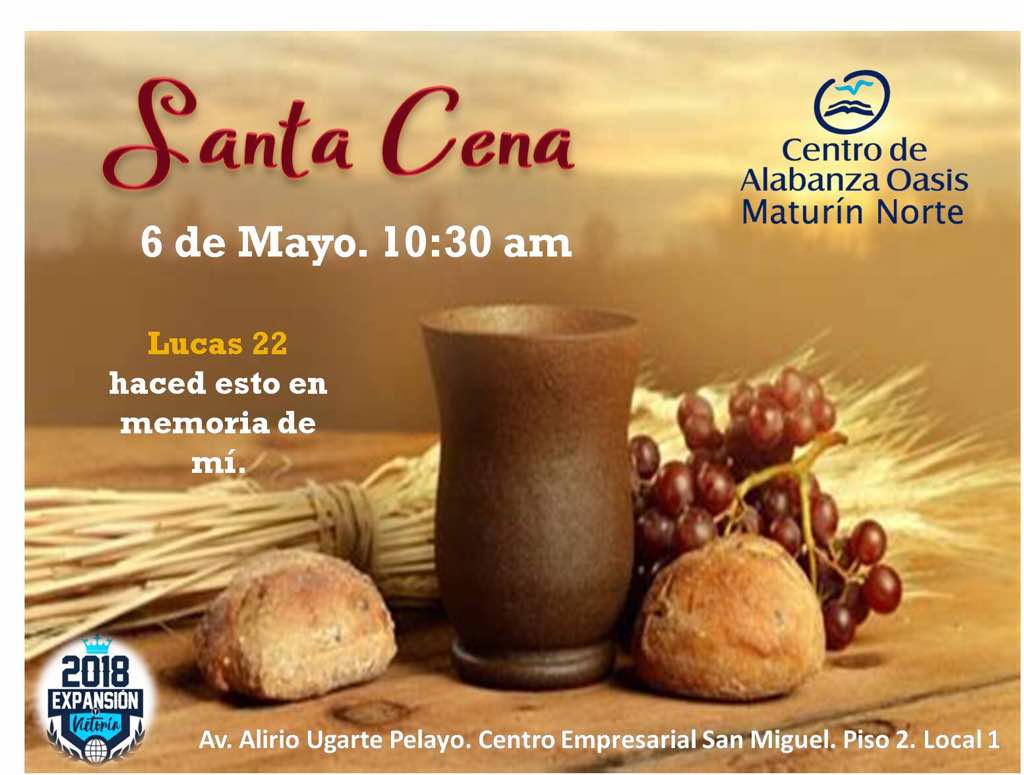 Santa Cena
Centro de
Alabanza Oasis
Maturín Norte
6 de Mayo. 10:30 am
Lucas 22
haced esto en
memoria de
mí.
2018
EXPANSIÓN
Y
Victoria
Av. Alirio Ugarte Pelayo. Centro Empresarial San Miguel. Piso 2. Local 1